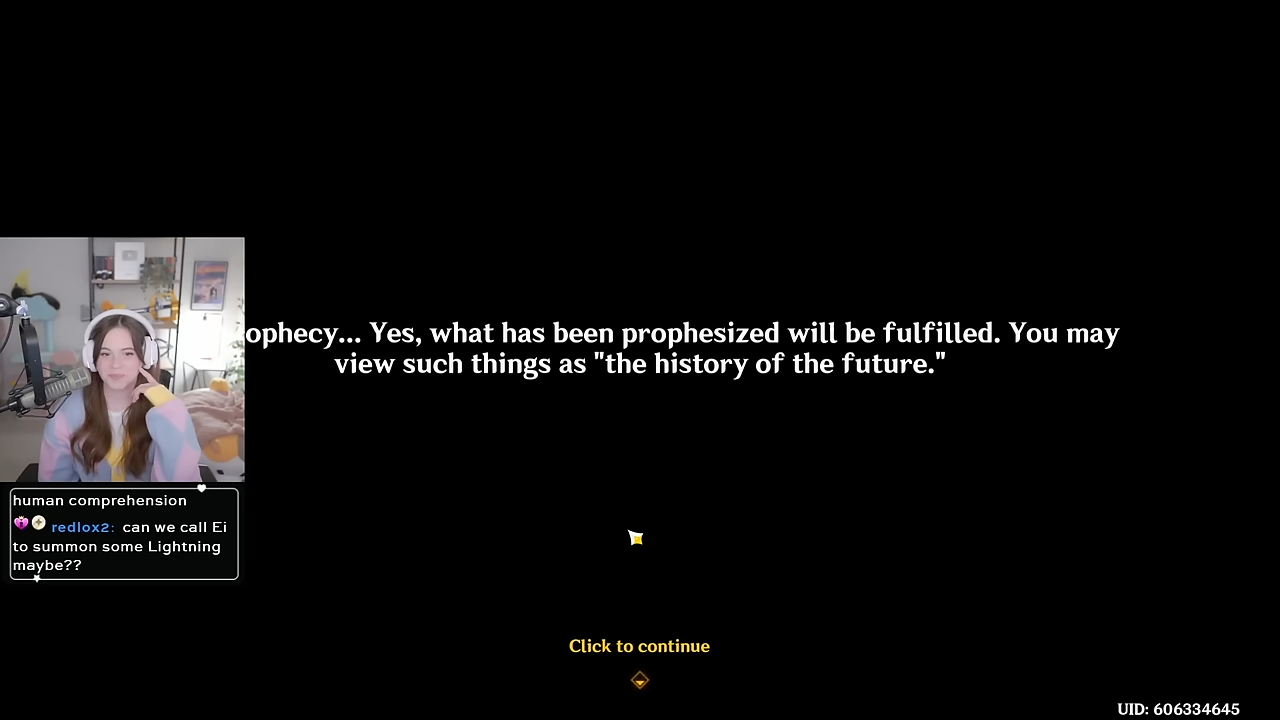 ophecy... Yes, what has been prophesized will be fulfilled. You may
view such things as "the history of the future."
human comprehension
redlox2: can we call Ei
to summon some Lightning
maybe??
Click to continue
UID: 606334645